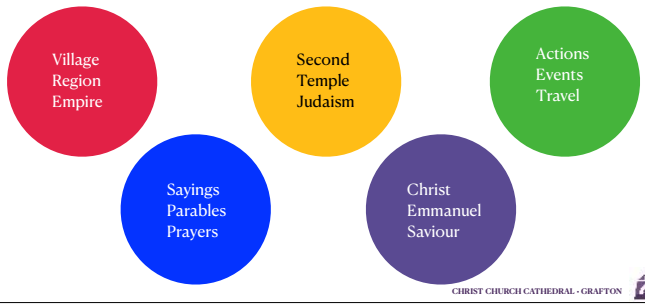 Village
Region
Empire
Second
Temple
Judaism
Actions
Events
Travel
Sayings
Parables
Prayers
Christ
Emmanuel
Saviour
CHRIST CHURCH CATHEDRAL - GRAFTON